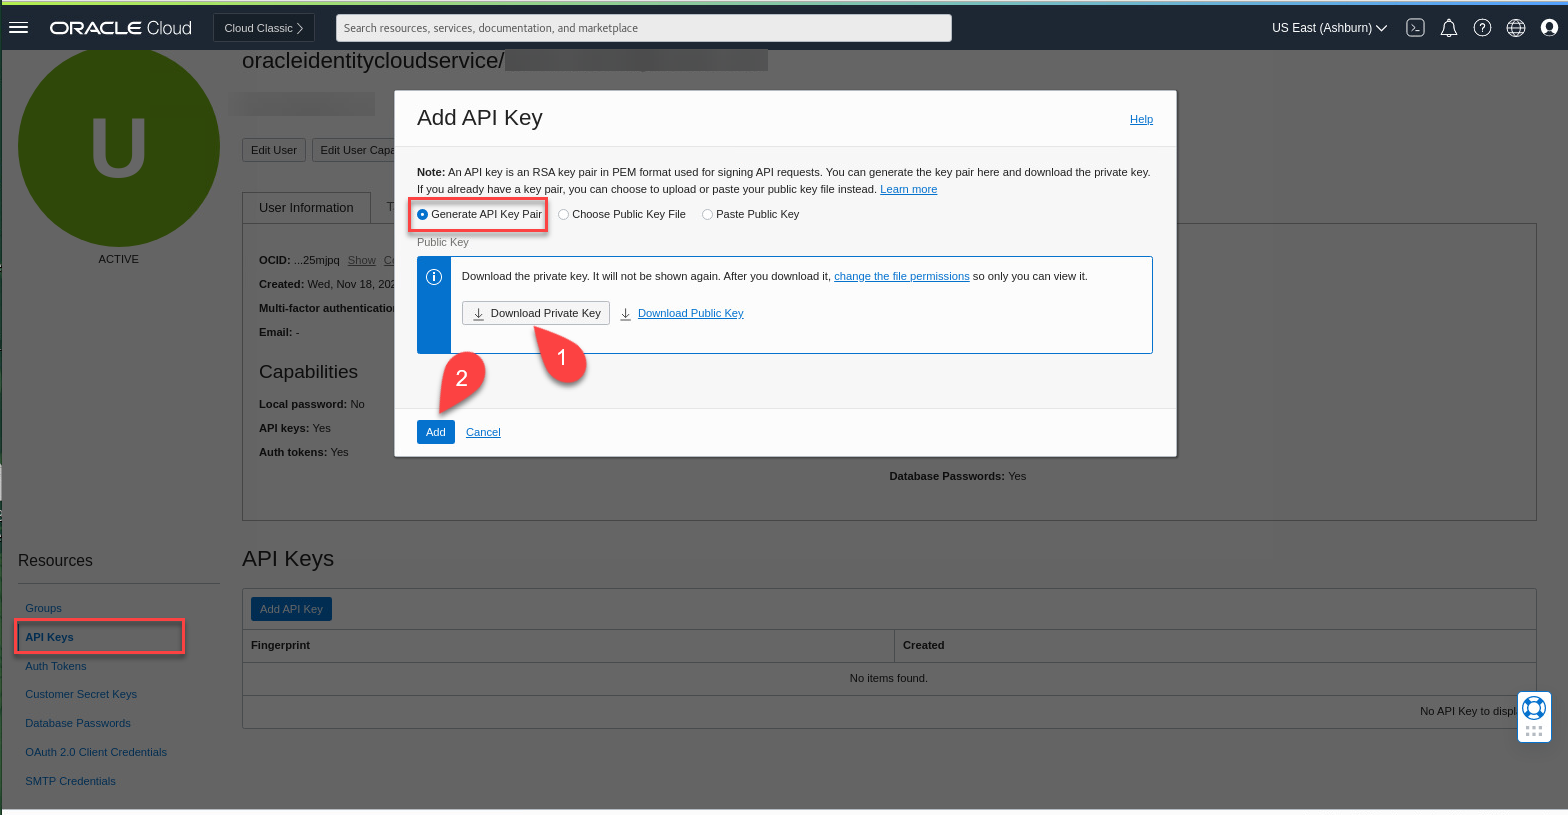 ORACLE Cloud
Cloud Classic
Search resources, services, documentation, and marketplace
US East (Ashburn)
oracleidentitycloudservice/
U
ACTIVE
Edit User
Edit User Capa
User Information
T
OCID: ...25mjpq Show Co
Created: Wed, Nov 18, 202
Multi-factor authentication
Email: -
Capabilities
Local password: No
API keys: Yes
Auth tokens: Yes
Database Passwords: Yes
Add API Key
Help
Note: An API key is an RSA key pair in PEM format used for signing API requests. You can generate the key pair here and download the private key.
If you already have a key pair, you can choose to upload or paste your public key file instead. Learn more
Generate API Key Pair
Choose Public Key File
Paste Public Key
Public Key
Download the private key. It will not be shown again. After you download it, change the file permissions so only you can view it.
Download Private Key
Download Public Key
1
2
Add
Cancel
Resources
Groups
API Keys
Auth Tokens
Customer Secret Keys
Database Passwords
OAuth 2.0 Client Credentials
SMTP Credentials
API Keys
Add API Key
Fingerprint
Created
No items found.
No API Key to displ